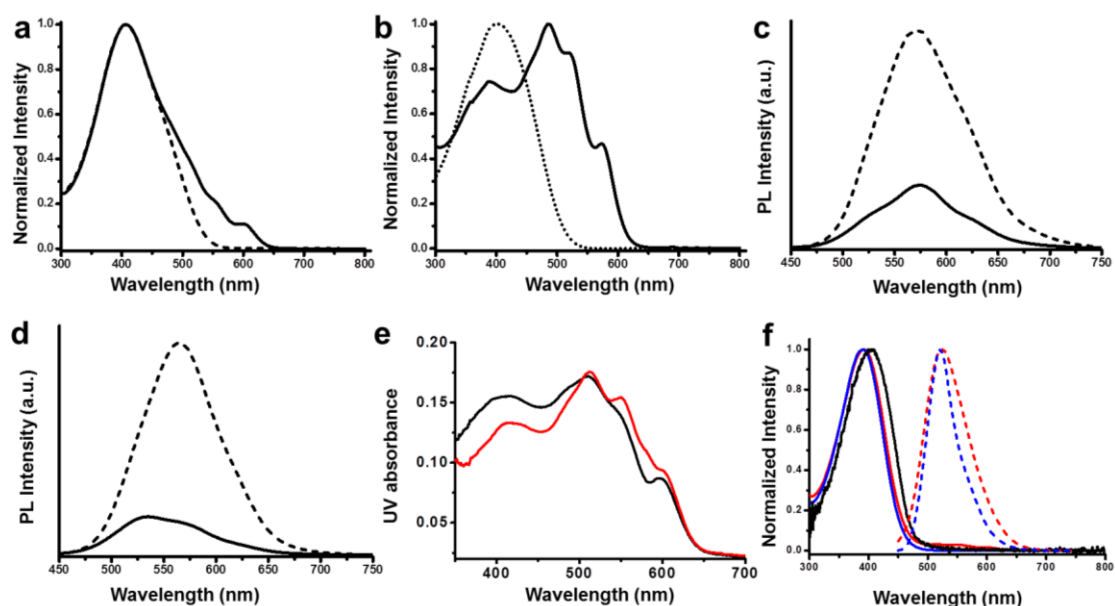 a
Normalized Intensity
1.0
0.8
0.6
0.4
0.2
0.0
300 400 500 600 700 800
Wavelength (nm)
b
Normalized Intensity
1.0
0.8
0.6
0.4
0.2
0.0
300 400 500 600 700 800
Wavelength (nm)
c
PL Intensity (a.u.)
450 500 550 600 650 700 750
Wavelength (nm)
d
PL Intensity (a.u.)
450 500 550 600 650 700 750
Wavelength (nm)
e
UV absorbance
0.20
0.15
0.10
0.05
400 500 600 700
Wavelength (nm)
f
Normalized Intensity
1.0
0.8
0.6
0.4
0.2
0.0
300 400 500 600 700 800
Wavelength (nm)